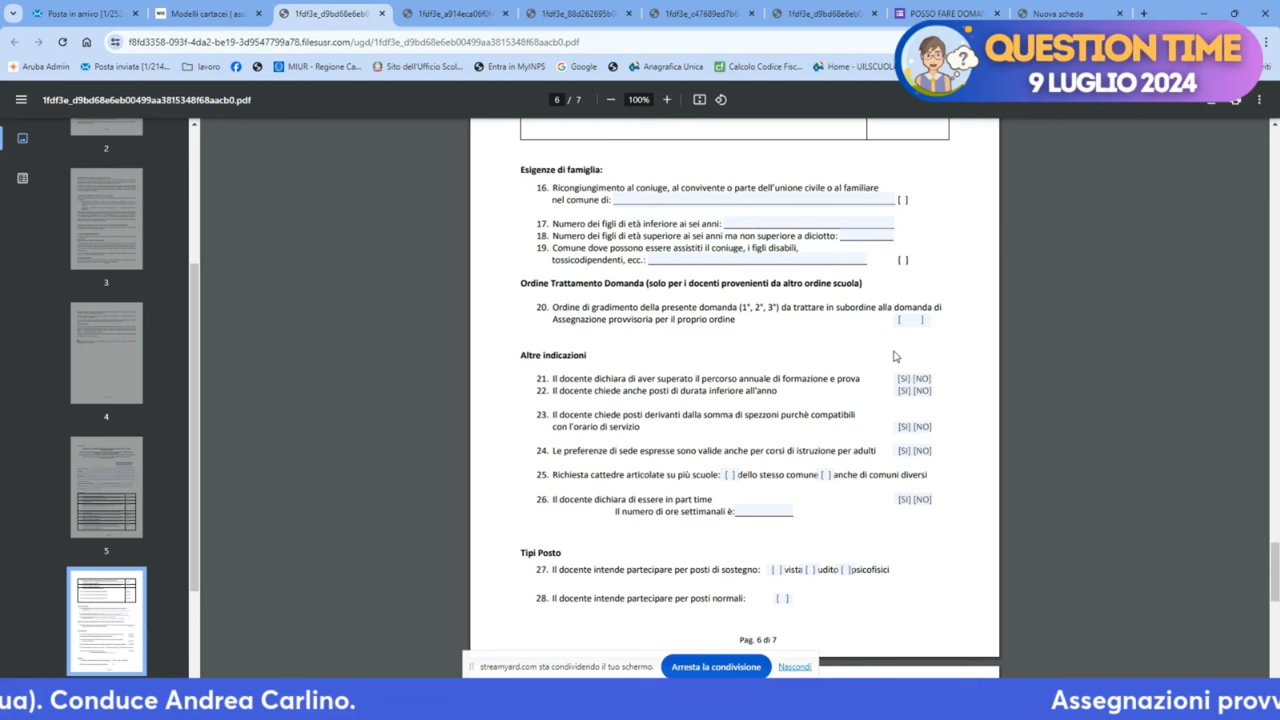 Posta in arrivo [1/252
Modelli cartacei | asa
1fdf3e_d9bd68e6eb0
1fdf3e_a914eca06f06
1fdf3e_88d262695b
1fdf3e_c47689ed7b6
1fdf3e_d9bd68e6eb0
POSSO FARE DOMAN
Nuova scheda
f8fd3358-093f-4da2-be19-3d9547799a78.filesusr.com/ugd/1fdf3e_d9bd68e6eb00499aa3815348f68aacb0.pdf
QUESTION TIME
9 LUGLIO 2024
Aruba Admin
Posta inviata [1/214...
lavoro
MIUR - Regione Ca...
Sito dell'Ufficio Scol...
Entra in MyINPS
Google
Anagrafica Unica
Calcolo Codice Fisc...
Home - UILSCUOL
1fdf3e_d9bd68e6eb00499aa3815348f68aacb0.pdf
6 / 7
100%
2
3
4
5
Esigenze di famiglia:
16. Ricongiungimento al coniuge, al convivente o parte dell'unione civile o al familiare
nel comune di: [ ]
17. Numero dei figli di età inferiore ai sei anni:
18. Numero dei figli di età superiore ai sei anni ma non superiore a diciotto:
19. Comune dove possono essere assistiti il coniuge, i figli disabili,
tossicodipendenti, ecc.: [ ]
Ordine Trattamento Domanda (solo per i docenti provenienti da altro ordine scuola)
20. Ordine di gradimento della presente domanda (1°, 2°, 3°) da trattare in subordine alla domanda di
Assegnazione provvisoria per il proprio ordine [ ]
Altre indicazioni
21. Il docente dichiara di aver superato il percorso annuale di formazione e prova [SI] [NO]
22. Il docente chiede anche posti di durata inferiore all'anno [SI] [NO]
23. Il docente chiede posti derivanti dalla somma di spezzoni purchè compatibili
con l'orario di servizio [SI] [NO]
24. Le preferenze di sede espresse sono valide anche per corsi di istruzione per adulti [SI] [NO]
25. Richiesta cattedre articolate su più scuole: [ ] dello stesso comune [ ] anche di comuni diversi
26. Il docente dichiara di essere in part time [SI] [NO]
Il numero di ore settimanali è:
Tipi Posto
27. Il docente intende partecipare per posti di sostegno: [ ] vista [ ] udito [ ] psicofisici
28. Il docente intende partecipare per posti normali: [ ]
Pag. 6 di 7
streamyard.com sta condividendo il tuo schermo.
Arresta la condivisione
Nascondi
ua). Conduce Andrea Carlino.
Assegnazioni provv